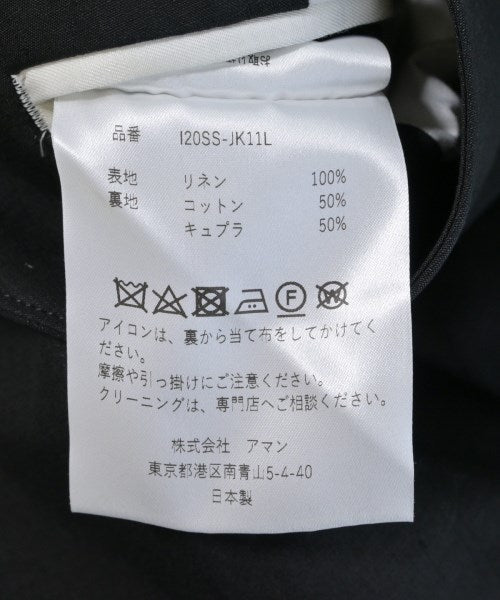 品番 I20SS-JK11L
表地 リネン 100%
裏地 コットン 50%
キュプラ 50%
F W
アイロンは、裏から当て布をしてかけてく
ださい。
摩擦や引っ掛けにご注意ください。
クリーニングは、専門店へご相談ください。
株式会社 アマン
東京都港区南青山5-4-40
日本製